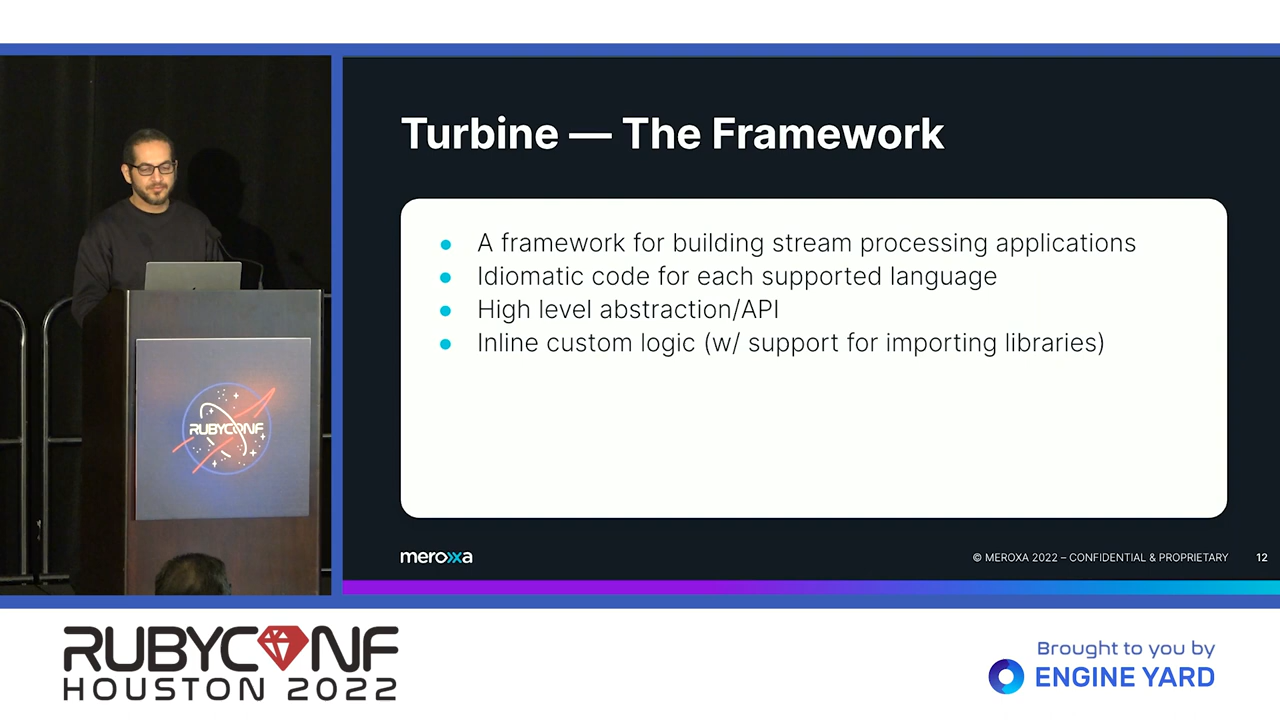 Turbine — The Framework
A framework for building stream processing applications
Idiomatic code for each supported language
High level abstraction/API
Inline custom logic (w/ support for importing libraries)
meroxa
© MEROXA 2022 – CONFIDENTIAL & PROPRIETARY 12
RUBYCONF
RUBYCONF
HOUSTON 2022
Brought to you by
ENGINE YARD